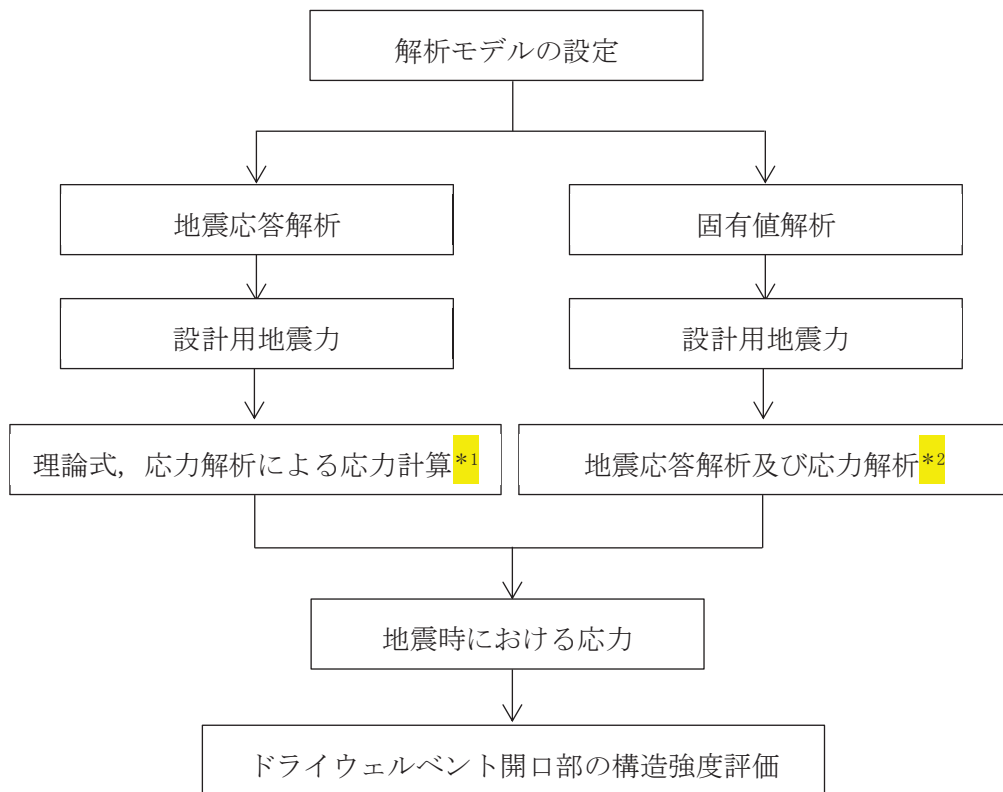 解析モデルの設定
地震応答解析
固有値解析
設計用地震力
設計用地震力
理論式，応力解析による応力計算*1
地震応答解析及び応力解析*2
地震時における応力
ドライウェルベント開口部の構造強度評価